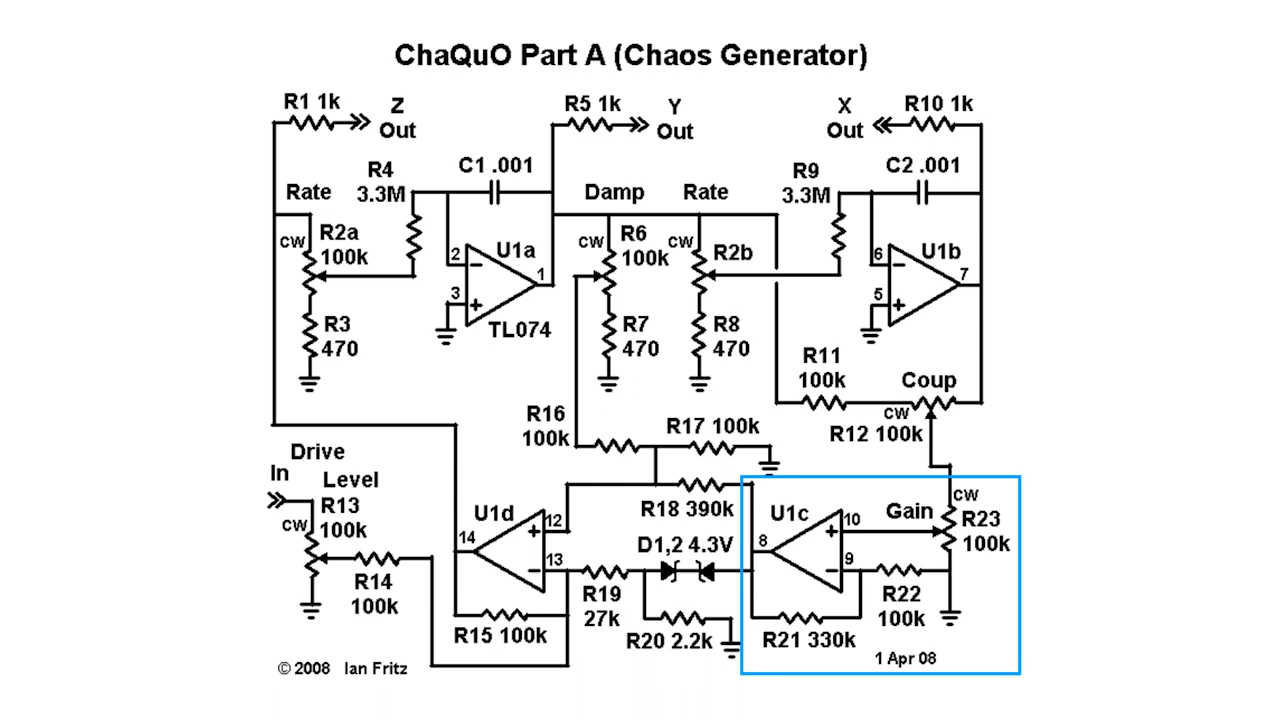 ChaQuO Part A (Chaos Generator)
R1 1k
Z
Out
R5 1k
Y
Out
X
Out
R10 1k
R4
3.3M
C1 .001
R9
3.3M
C2 .001
Rate
Damp
Rate
CW
R2a
100k
2
U1a
1
3
TL074
CW
R6
100k
CW
R2b
6
U1b
7
5
R3
470
R7
470
R8
470
R11
100k
Coup
CW
R12 100k
R16
100k
R17 100k
Drive
In
Level
R13
100k
CW
R18 390k
U1d
12
14
13
D1,2 4.3V
U1c
10
8
9
Gain
CW
R23
100k
R14
100k
R19
27k
R22
100k
R15 100k
R20 2.2k
R21 330k
© 2008 Ian Fritz
1 Apr 08